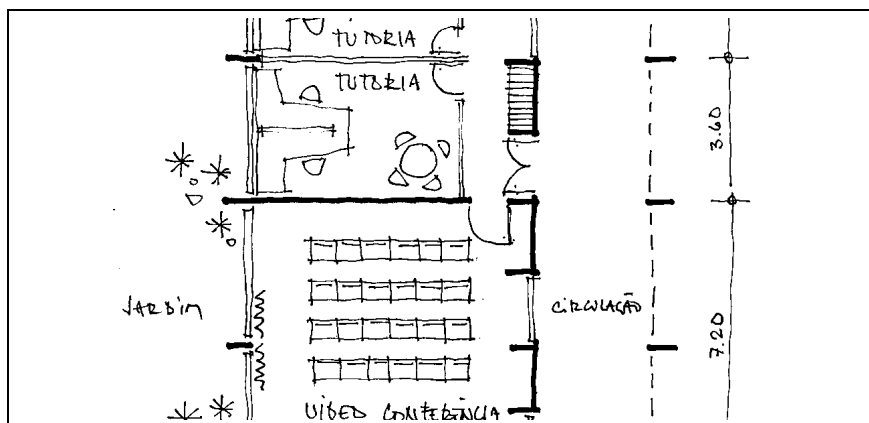 TUTORIA
TUTORIA
3.60
JARDIM
CIRCULAÇÃO
7.20
VIDEO CONFERÊNCIA